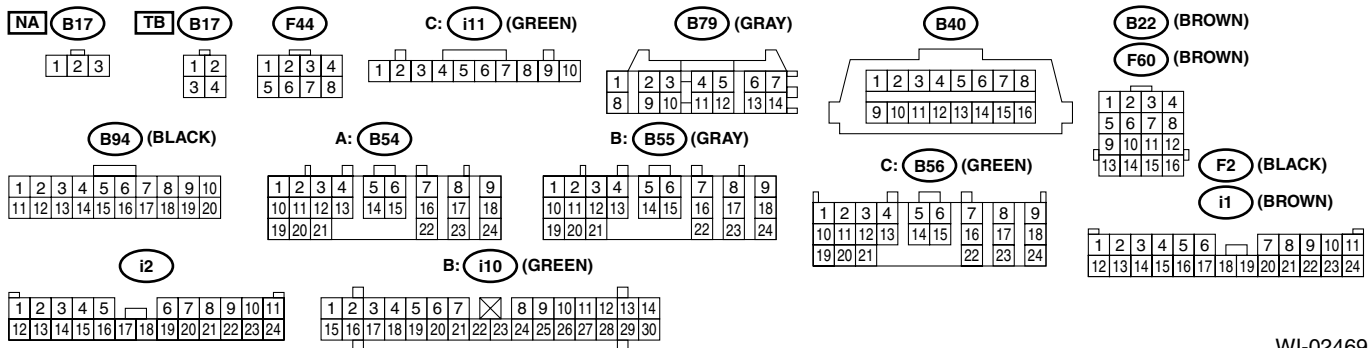 NA B17
1 2 3
TB B17
1 2
3 4
F44
1 2 3 4
5 6 7 8
C: i11 (GREEN)
1 2 3 4 5 6 7 8 9 10
B79 (GRAY)
1 2 3 4 5 6 7
8 9 10 11 12 13 14
B40
1 2 3 4 5 6 7 8
9 10 11 12 13 14 15 16
B22 (BROWN)
F60 (BROWN)
1 2 3 4
5 6 7 8
9 10 11 12
13 14 15 16
B94 (BLACK)
1 2 3 4 5 6 7 8 9 10
11 12 13 14 15 16 17 18 19 20
A: B54
1 2 3 4 5 6 7 8 9
10 11 12 13 14 15 16 17 18
19 20 21 22 23 24
B: B55 (GRAY)
1 2 3 4 5 6 7 8 9
10 11 12 13 14 15 16 17 18
19 20 21 22 23 24
C: B56 (GREEN)
1 2 3 4 5 6 7 8 9
10 11 12 13 14 15 16 17 18
19 20 21 22 23 24
F2 (BLACK)
i1 (BROWN)
1 2 3 4 5 6 7 8 9 10 11
12 13 14 15 16 17 18 19 20 21 22 23 24
i2
1 2 3 4 5 6 7 8 9 10 11
12 13 14 15 16 17 18 19 20 21 22 23 24
B: i10 (GREEN)
1 2 3 4 5 6 7 8 9 10 11 12 13 14
15 16 17 18 19 20 21 22 23 24 25 26 27 28 29 30
WI-02469